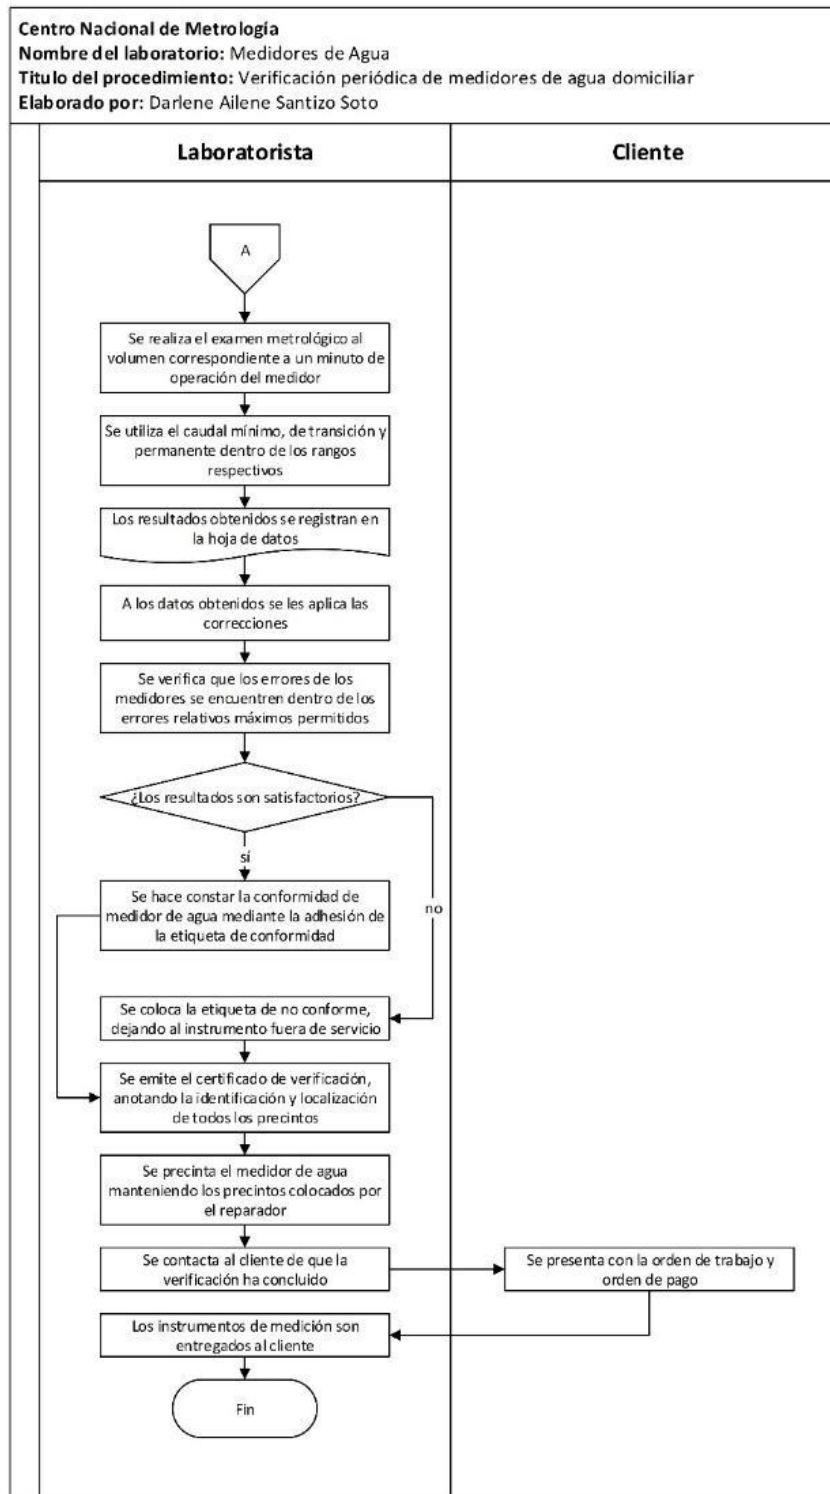 Centro Nacional de Metrología
Nombre del laboratorio: Medidores de Agua
Titulo del procedimiento: Verificación periódica de medidores de agua domiciliar
Elaborado por: Darlene Ailene Santizo Soto
Laboratorista
Cliente
A
Se realiza el examen metrológico al
volumen correspondiente a un minuto de
operación del medidor
Se utiliza el caudal mínimo, de transición y
permanente dentro de los rangos
respectivos
Los resultados obtenidos se registran en
la hoja de datos
A los datos obtenidos se les aplica las
correcciones
Se verifica que los errores de los
medidores se encuentren dentro de los
errores relativos máximos permitidos
¿Los resultados son satisfactorios?
sí
no
Se hace constar la conformidad de
medidor de agua mediante la adhesión de
la etiqueta de conformidad
Se coloca la etiqueta de no conforme,
dejando al instrumento fuera de servicio
Se emite el certificado de verificación,
anotando la identificación y localización
de todos los precintos
Se precinta el medidor de agua
manteniendo los precintos colocados por
el reparador
Se contacta al cliente de que la
verificación ha concluido
Se presenta con la orden de trabajo y
orden de pago
Los instrumentos de medición son
entregados al cliente
Fin